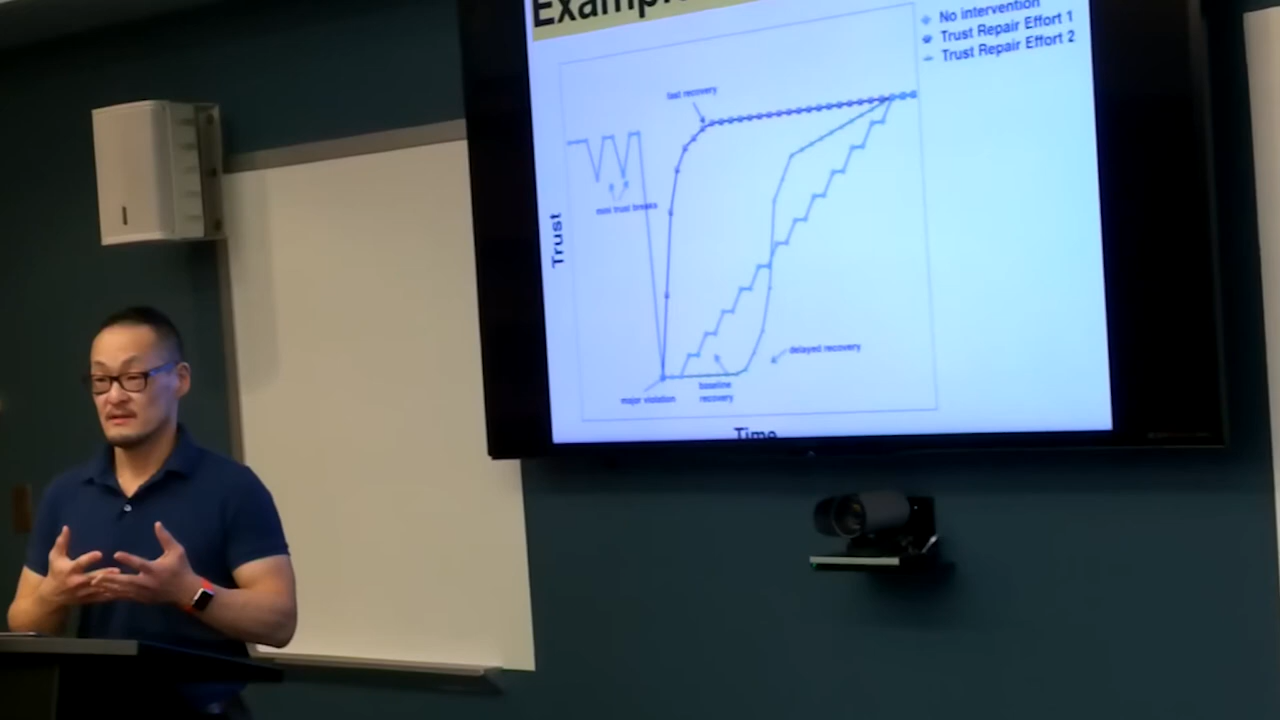 Exampl
No intervention
Trust Repair Effort 1
Trust Repair Effort 2
fast recovery
mini trust breaks
Trust
delayed recovery
major violation
baseline
recovery
Time